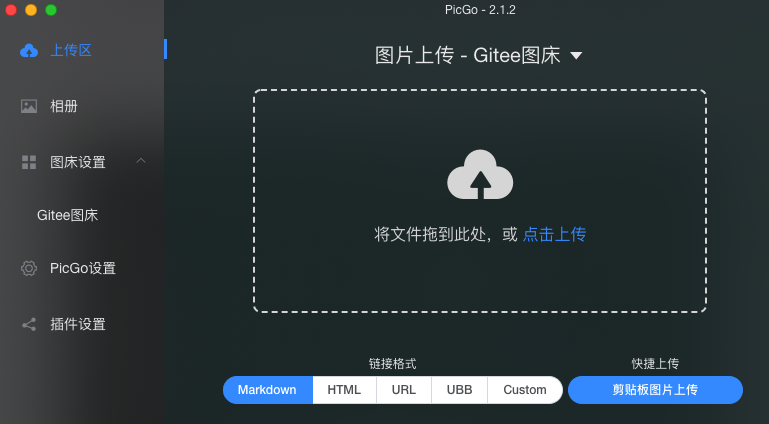 PicGo - 2.1.2
上传区
相册
图床设置
Gitee图床
PicGo设置
插件设置
图片上传 - Gitee图床
将文件拖到此处，或 点击上传
链接格式
Markdown HTML URL UBB Custom
快捷上传
剪贴板图片上传